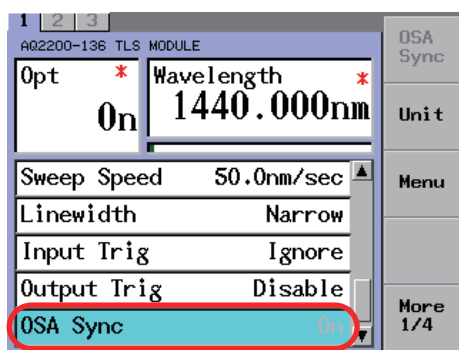 1 2 3
AQ2200-136 TLS MODULE
Opt * On
Wavelength * 1440.000nm
Sweep Speed 50.0nm/sec
Linewidth Narrow
Input Trig Ignore
Output Trig Disable
OSA Sync On
OSA
Sync
Unit
Menu
More
1/4